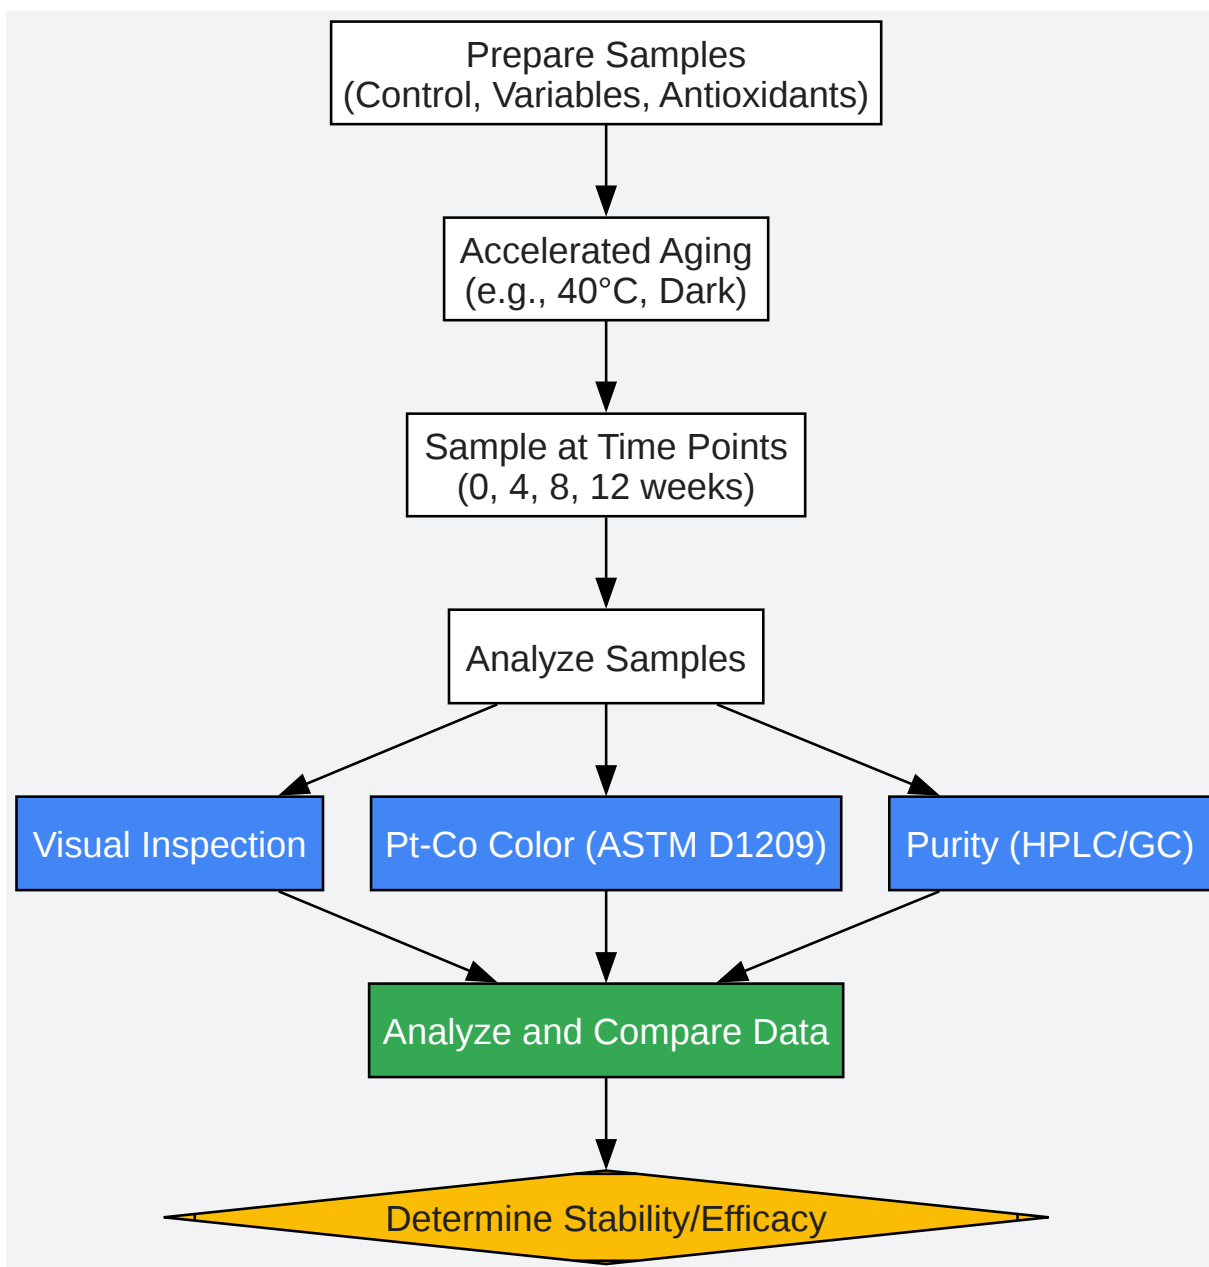 Prepare Samples
(Control, Variables, Antioxidants)
Accelerated Aging
(e.g., 40°C, Dark)
Sample at Time Points
(0, 4, 8, 12 weeks)
Analyze Samples
Visual Inspection
Pt-Co Color (ASTM D1209)
Purity (HPLC/GC)
Analyze and Compare Data
Determine Stability/Efficacy